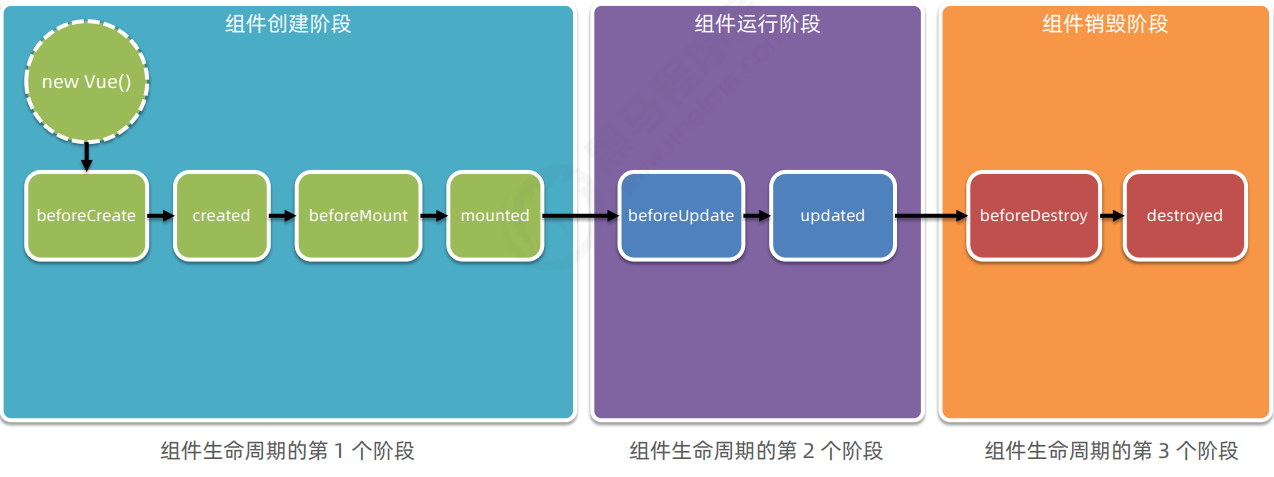 组件创建阶段
组件运行阶段
组件销毁阶段
new Vue()
beforeCreate
created
beforeMount
mounted
beforeUpdate
updated
beforeDestroy
destroyed
组件生命周期的第 1 个阶段
组件生命周期的第 2 个阶段
组件生命周期的第 3 个阶段